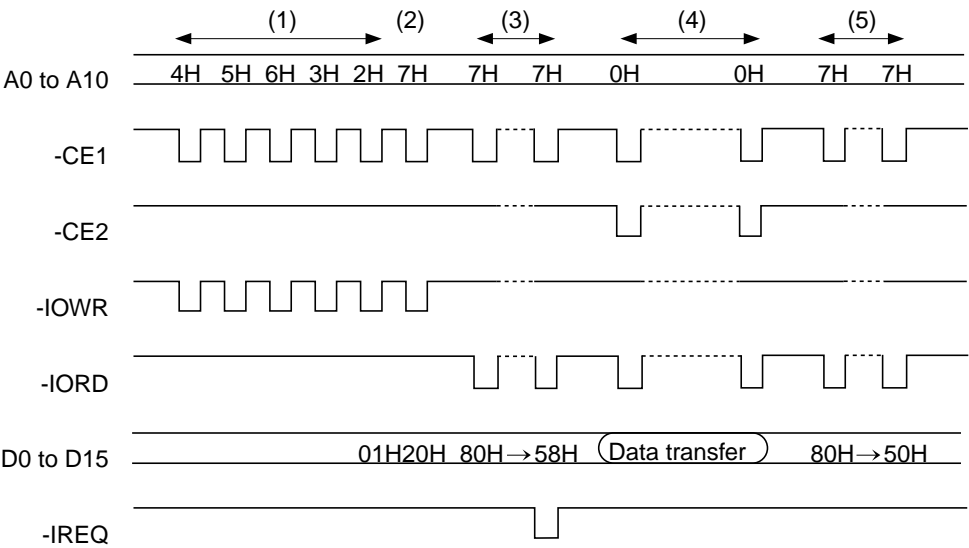 (1) (2) (3) (4) (5)
A0 to A10 4H 5H 6H 3H 2H 7H 7H 7H 0H 0H 7H 7H
-CE1
-CE2
-IOWR
-IORD
D0 to D15 01H20H 80H→58H Data transfer 80H→50H
-IREQ